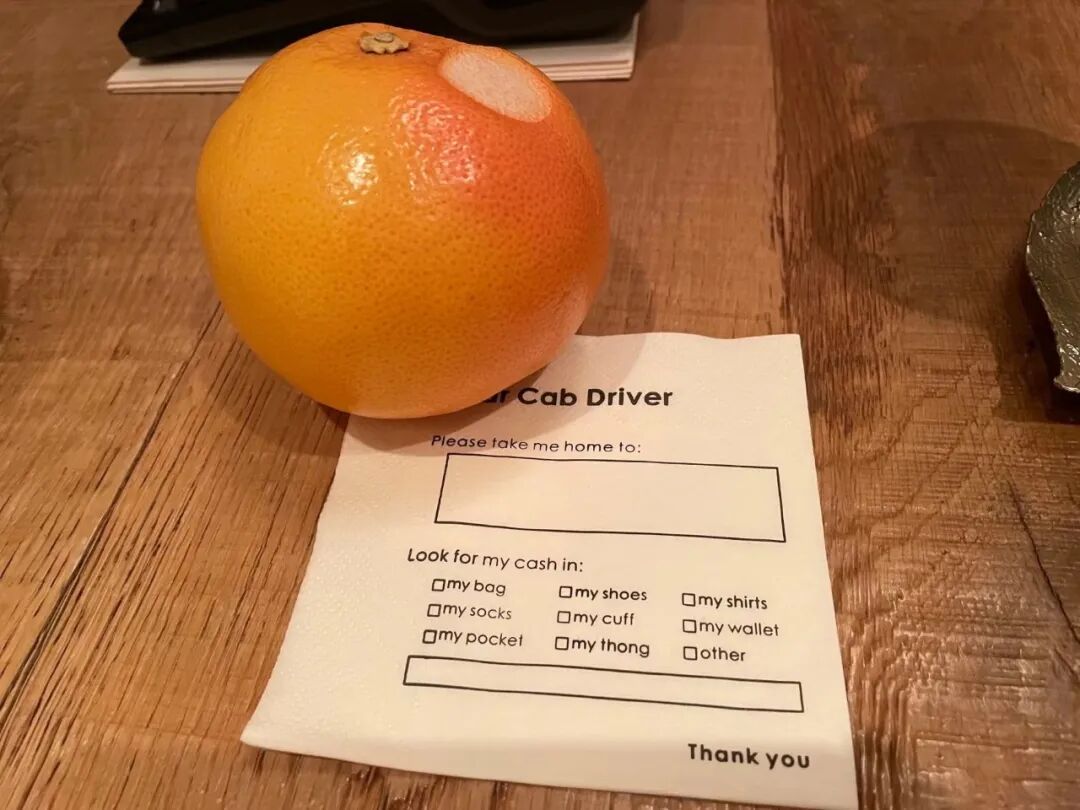 Cab Driver
Please take me home to:
Look for my cash in:
my bag my shoes my shirts
my socks my cuff my wallet
my pocket my thong other
Thank you